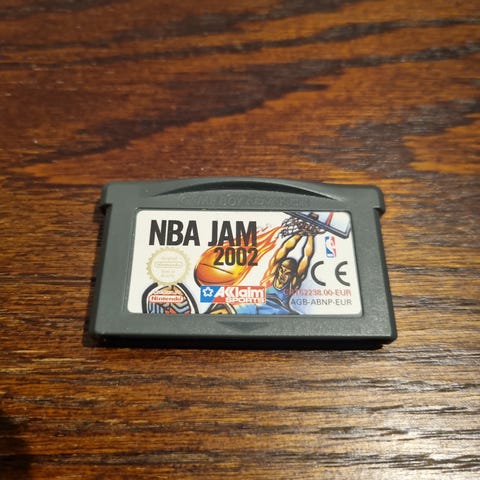 GAME BOY ADVANCE
NBA JAM
2002
Nintendo
AKKlaim
SPORTS
CE
AGB-ABNP-EUR